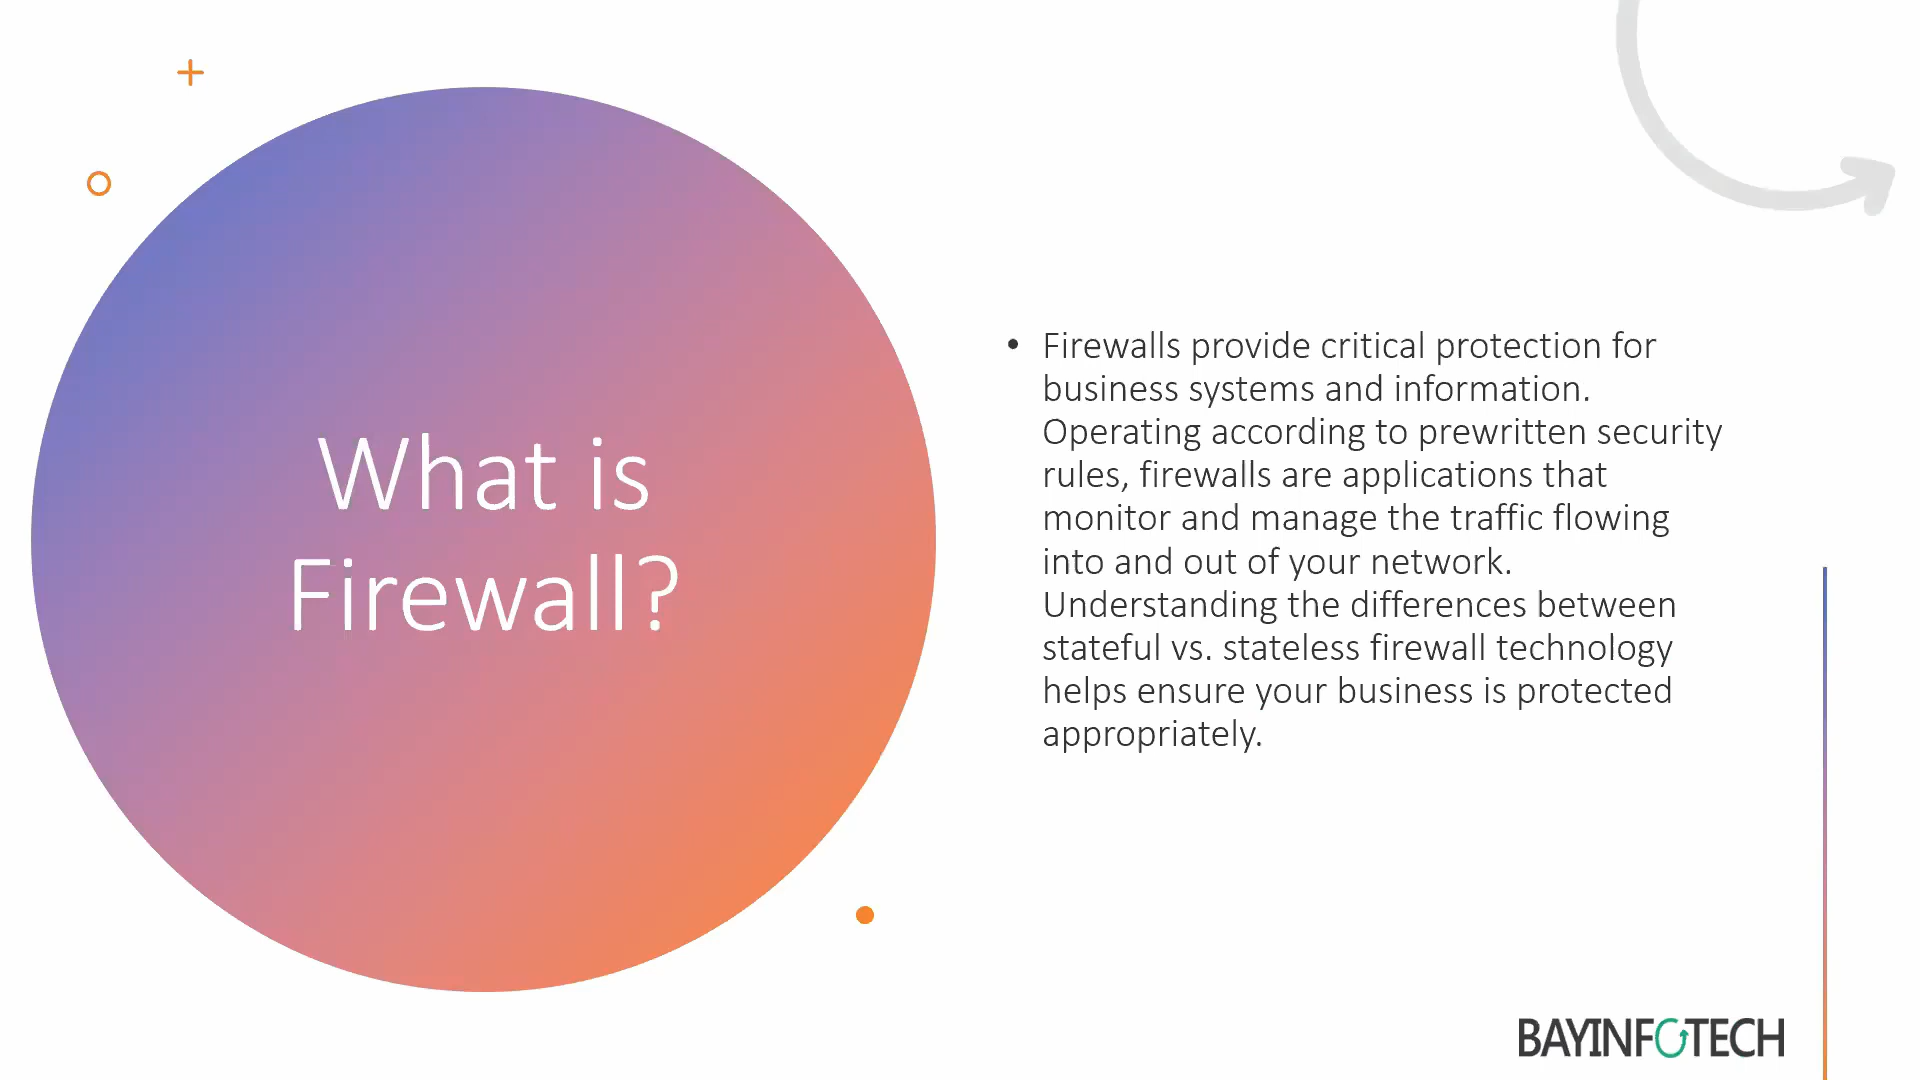 What is
Firewall?
• Firewalls provide critical protection for
business systems and information.
Operating according to prewritten security
rules, firewalls are applications that
monitor and manage the traffic flowing
into and out of your network.
Understanding the differences between
stateful vs. stateless firewall technology
helps ensure your business is protected
appropriately.
BAYINFOTECH